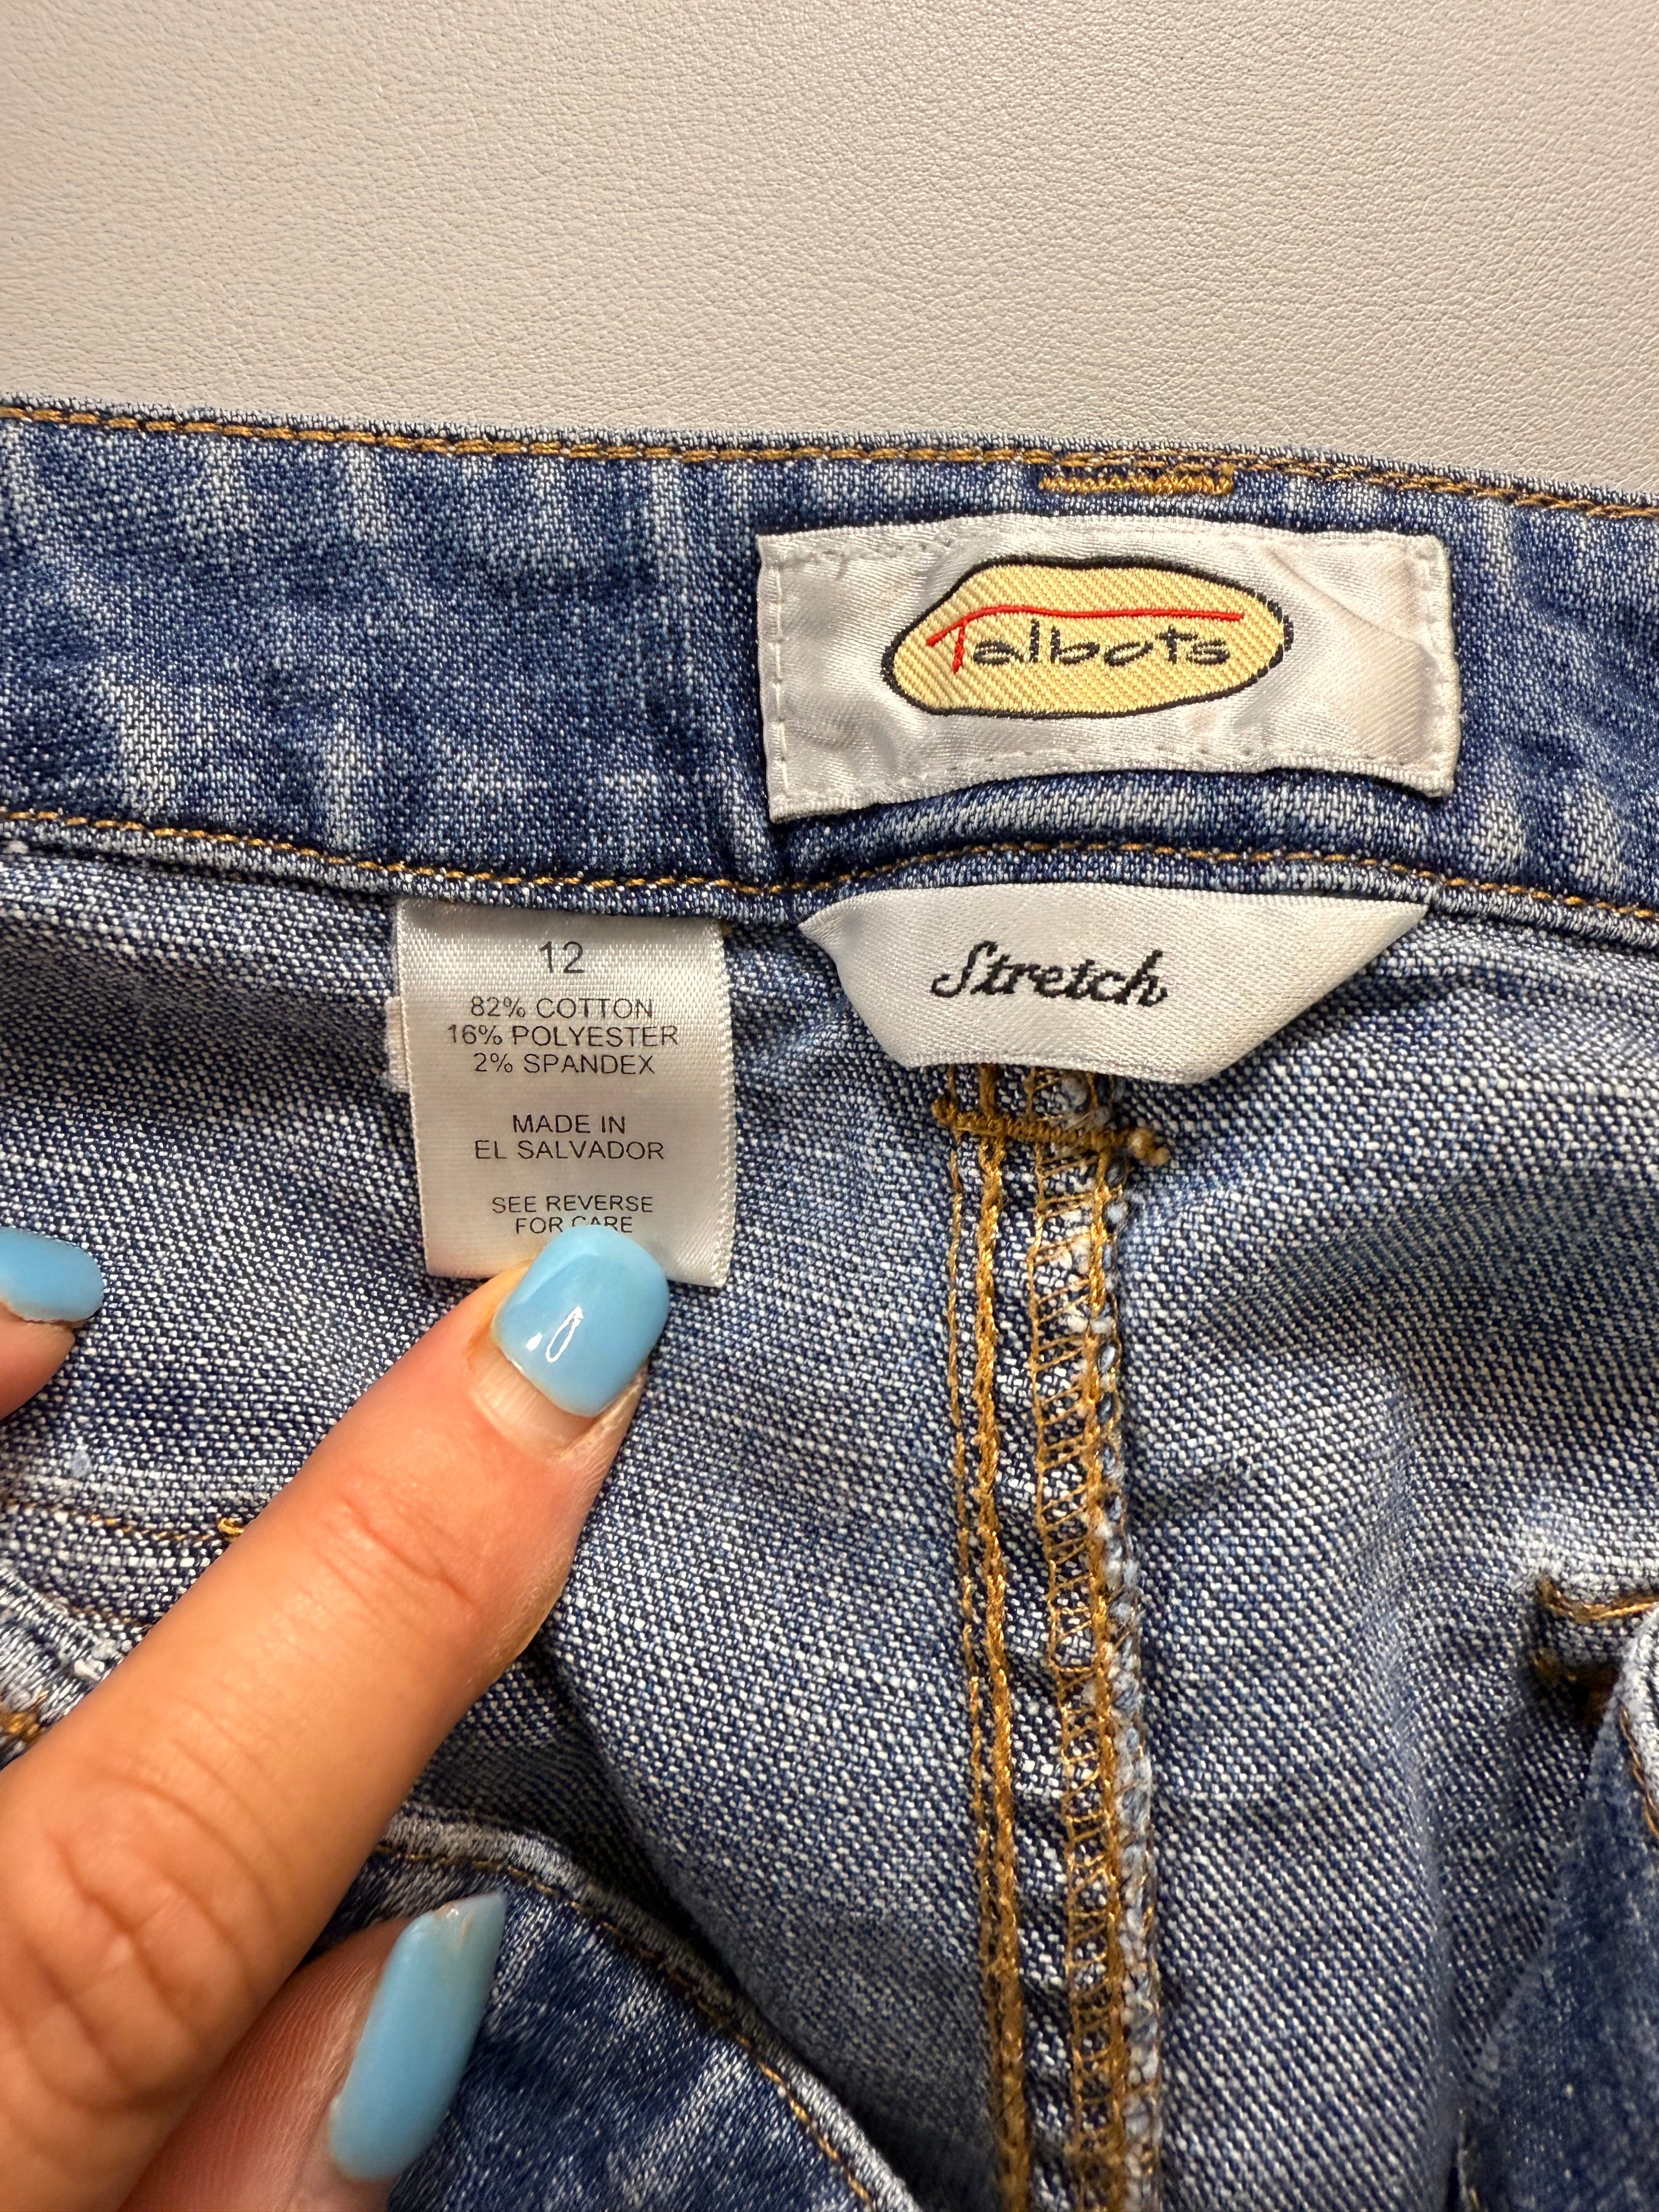 Talbots
Stretch
12
82% COTTON
16% POLYESTER
2% SPANDEX
MADE IN
EL SALVADOR
SEE REVERSE
FOR CARE